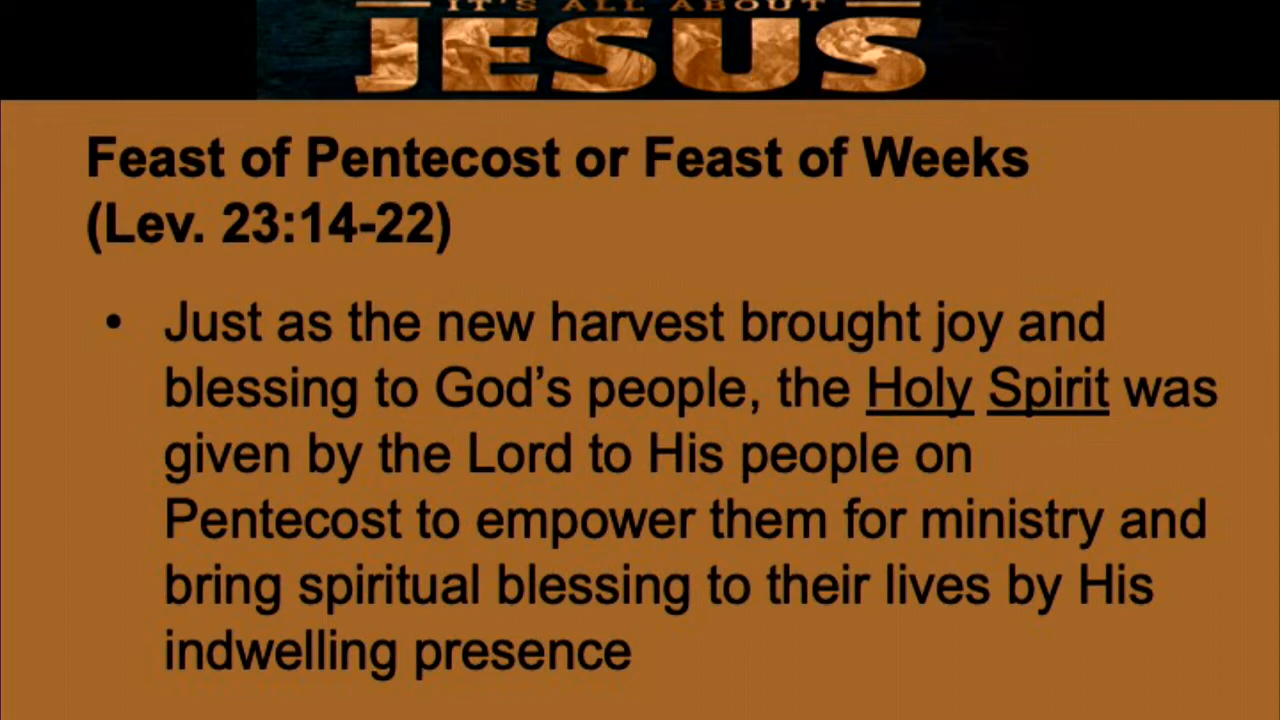 IT'S ALL ABOUT
JESUS
Feast of Pentecost or Feast of Weeks
(Lev. 23:14-22)
• Just as the new harvest brought joy and
blessing to God’s people, the Holy Spirit was
given by the Lord to His people on
Pentecost to empower them for ministry and
bring spiritual blessing to their lives by His
indwelling presence